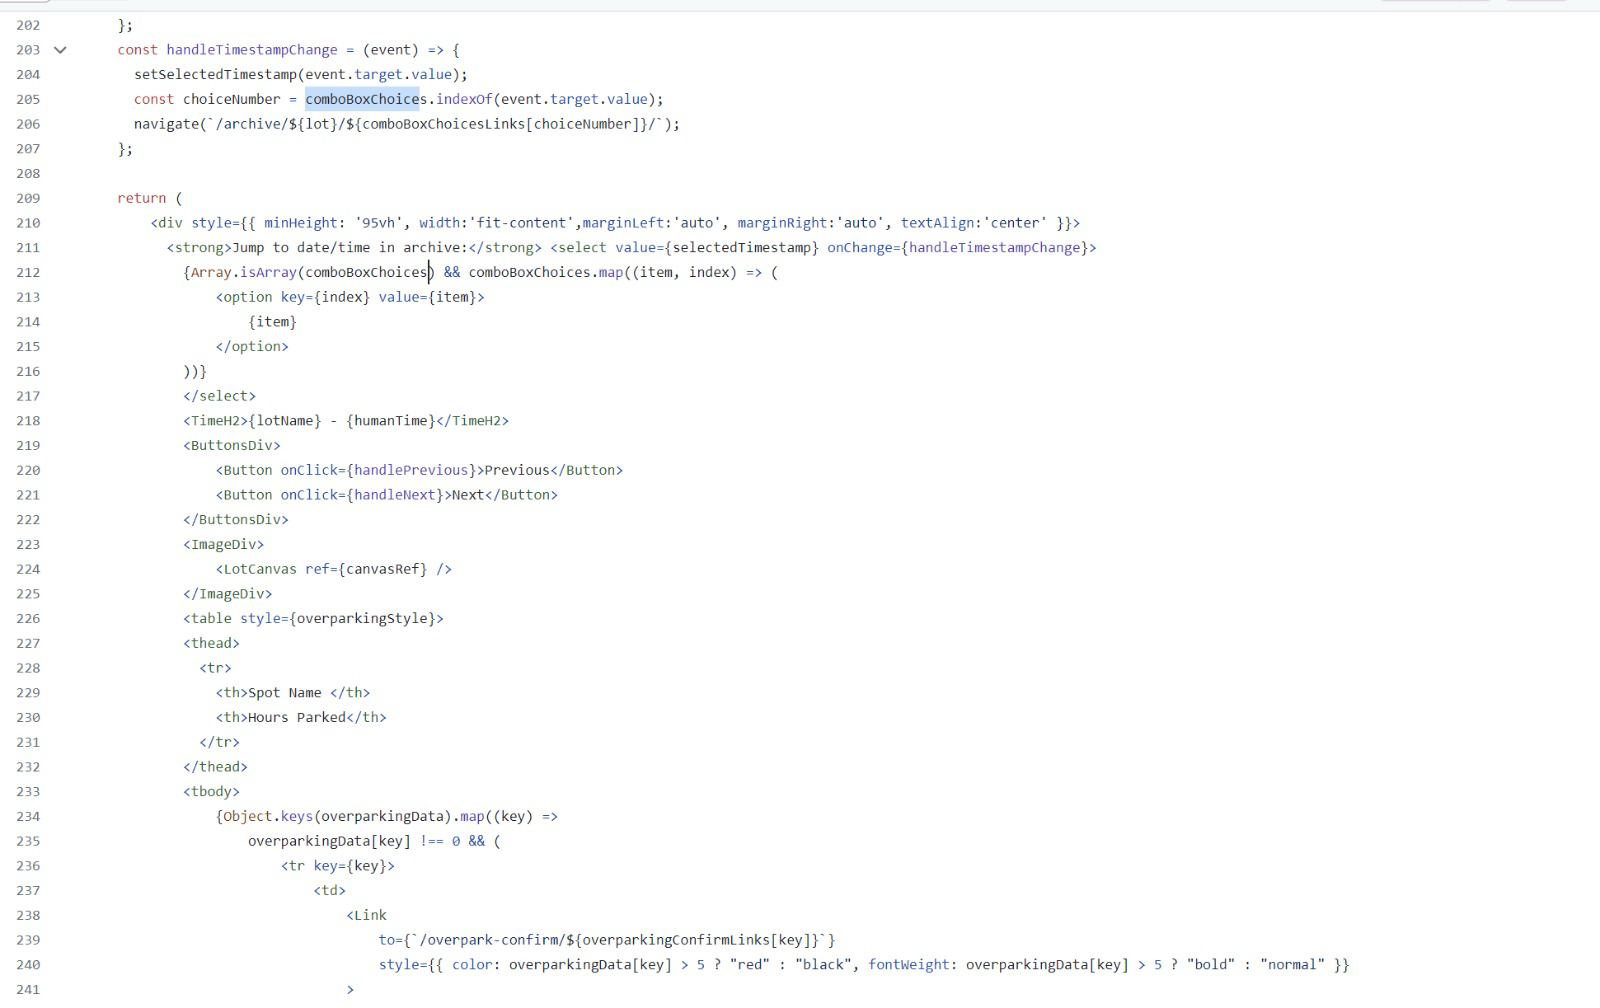 202 };
203 const handleTimestampChange = (event) => {
204 setSelectedTimestamp(event.target.value);
205 const choiceNumber = comboBoxChoices.indexOf(event.target.value);
206 navigate(`/archive/${lot}/${comboBoxChoicesLinks[choiceNumber]}/`);
207 };
208
209 return (
210 <div style={{ minHeight: '95vh', width:'fit-content',marginLeft:'auto', marginRight:'auto', textAlign:'center' }}>
211 <strong>Jump to date/time in archive:</strong> <select value={selectedTimestamp} onChange={handleTimestampChange}>
212 {Array.isArray(comboBoxChoices) && comboBoxChoices.map((item, index) => (
213 <option key={index} value={item}>
214 {item}
215 </option>
216 ))}
217 </select>
218 <TimeH2>{lotName} - {humanTime}</TimeH2>
219 <ButtonsDiv>
220 <Button onClick={handlePrevious}>Previous</Button>
221 <Button onClick={handleNext}>Next</Button>
222 </ButtonsDiv>
223 <ImageDiv>
224 <LotCanvas ref={canvasRef} />
225 </ImageDiv>
226 <table style={overparkingStyle}>
227 <thead>
228 <tr>
229 <th>Spot Name </th>
230 <th>Hours Parked</th>
231 </tr>
232 </thead>
233 <tbody>
234 {Object.keys(overparkingData).map((key) =>
235 overparkingData[key] !== 0 && (
236 <tr key={key}>
237 <td>
238 <Link
239 to={`/overpark-confirm/${overparkingConfirmLinks[key]}`}
240 style={{ color: overparkingData[key] > 5 ? "red" : "black", fontWeight: overparkingData[key] > 5 ? "bold" : "normal" }}
241 >